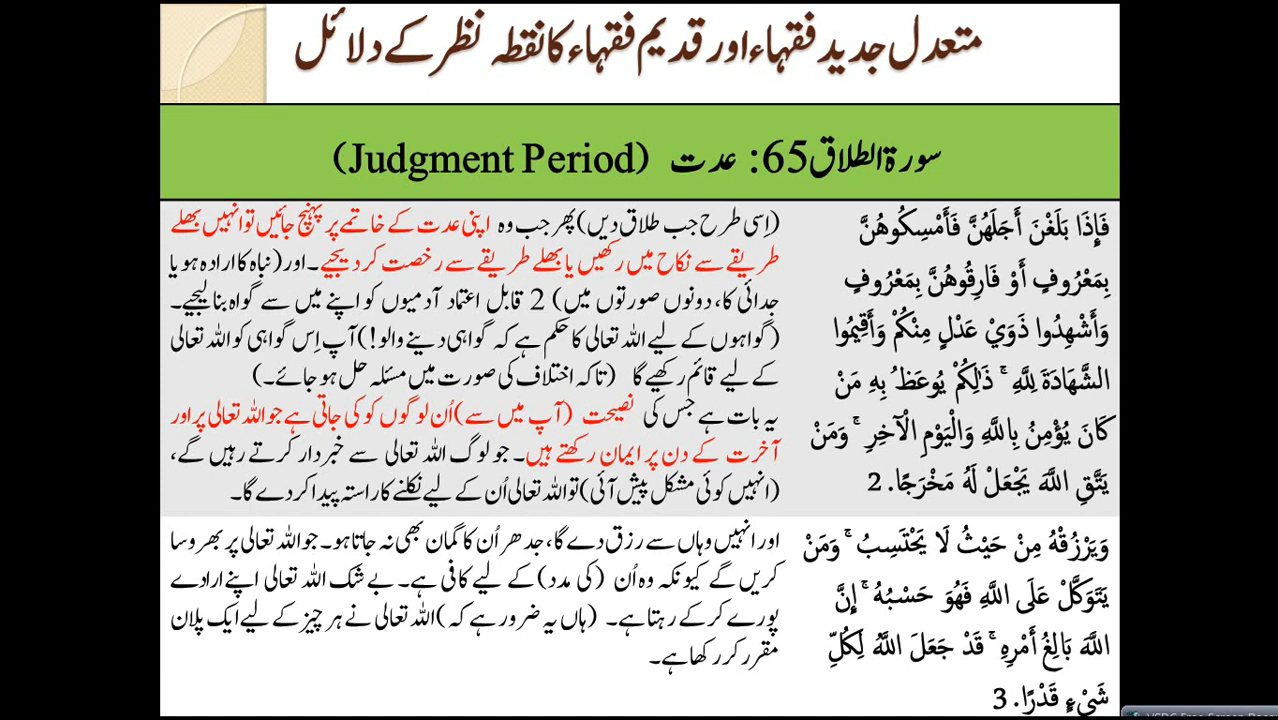 متعدل جدید فقہاء اور قدیم فقہاء کا نقطہ نظر کے دلائل
سورۃ الطلاق 65: عدت (Judgment Period)
فَإِذَا بَلَغْنَ أَجَلَهُنَّ فَأَمْسِكُوهُنَّ
بِمَعْرُوفٍ أَوْ فَارِقُوهُنَّ بِمَعْرُوفٍ
وَأَشْهِدُوا ذَوَيْ عَدْلٍ مِنْكُمْ وَأَقِيمُوا
الشَّهَادَةَ لِلَّهِ ۚ ذَٰلِكُمْ يُوعَظُ بِهِ مَنْ
كَانَ يُؤْمِنُ بِاللَّهِ وَالْيَوْمِ الْآخِرِ ۚ وَمَنْ
يَتَّقِ اللَّهَ يَجْعَلْ لَهُ مَخْرَجًا. 2
(اِسی طرح جب طلاق دیں) پھر جب وہ اپنی عدت کے خاتمے پر پہنچ جائیں تو انہیں بھلے
طریقے سے نکاح میں رکھیں یا بھلے طریقے سے رخصت کر دیجیے۔ اور (نباہ کا ارادہ ہو یا
جدائی کا، دونوں صورتوں میں) 2 قابل اعتماد آدمیوں کو اپنے میں سے گواہ بنا لیجیے۔
(گواہوں کے لیے اللہ تعالی کا حکم ہے کہ گواہی دینے والو!) آپ اِس گواہی کو اللہ تعالی
کے لیے قائم رکھیے گا (تاکہ اختلاف کی صورت میں مسئلہ حل ہو جائے۔)
یہ بات ہے جس کی نصیحت (آپ میں سے) اُن لوگوں کو کی جاتی ہے جو اللہ تعالی پر اور
آخرت کے دن پر ایمان رکھتے ہیں۔ جو لوگ اللہ تعالی سے خبردار کرتے رہیں گے،
(انہیں کوئی مشکل پیش آئی) تو اللہ تعالی اُن کے لیے نکلنے کا راستہ پیدا کر دے گا۔
وَيَرْزُقْهُ مِنْ حَيْثُ لَا يَحْتَسِبُ ۚ وَمَنْ
يَتَوَكَّلْ عَلَى اللَّهِ فَهُوَ حَسْبُهُ ۚ إِنَّ
اللَّهَ بَالِغُ أَمْرِهِ ۚ قَدْ جَعَلَ اللَّهُ لِكُلِّ
شَيْءٍ قَدْرًا. 3
اور انہیں وہاں سے رزق دے گا، جدھر اُن کا گمان بھی نہ جاتا ہو۔ جو اللہ تعالی پر بھروسا
کریں گے کیونکہ وہ اُن (کی مدد) کے لیے کافی ہے۔ بے شک اللہ تعالی اپنے ارادے
پورے کر کے رہتا ہے۔ (ہاں یہ ضرور ہے کہ) اللہ تعالی نے ہر چیز کے لیے ایک پلان
مقرر کر رکھا ہے۔